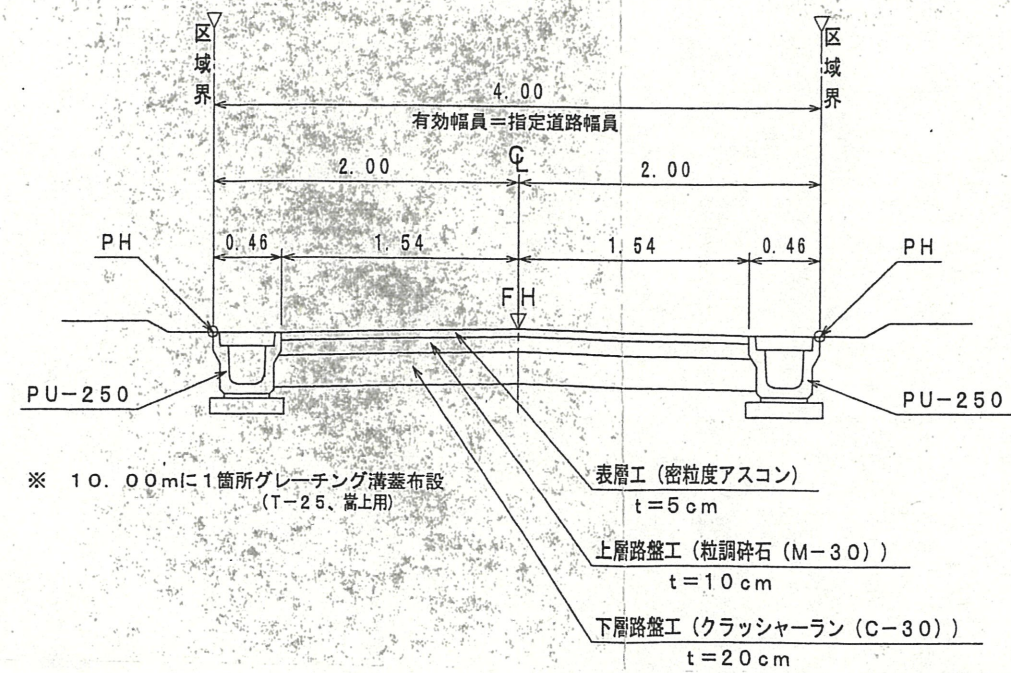 区域界
区域界
4.00
有効幅員＝指定道路幅員
CL
2.00
2.00
PH
0.46
1.54
1.54
0.46
PH
FH
PU－250
PU－250
※ 10.00mに1箇所グレーチング溝蓋布設
(T－25、嵩上用)
表層工（密粒度アスコン）
t＝5cm
上層路盤工（粒調砕石（M－30））
t＝10cm
下層路盤工（クラッシャーラン（C－30））
t＝20cm